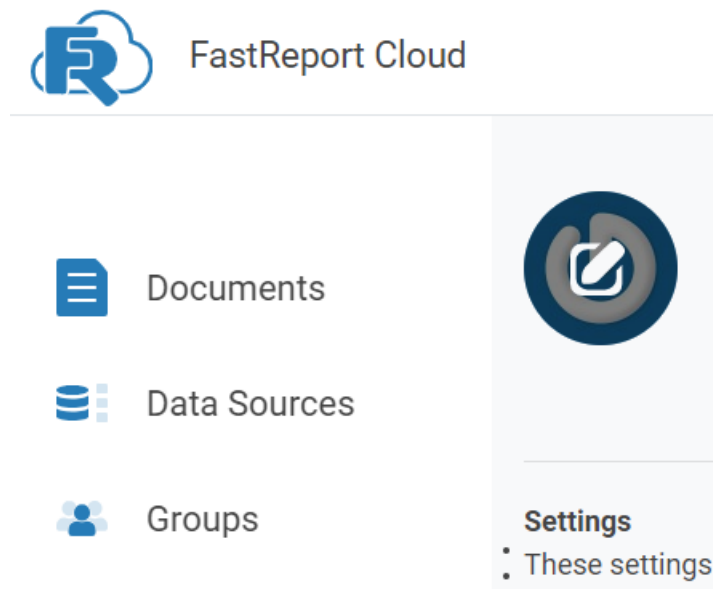 FastReport Cloud
Documents
Data Sources
Groups
Settings
These settings